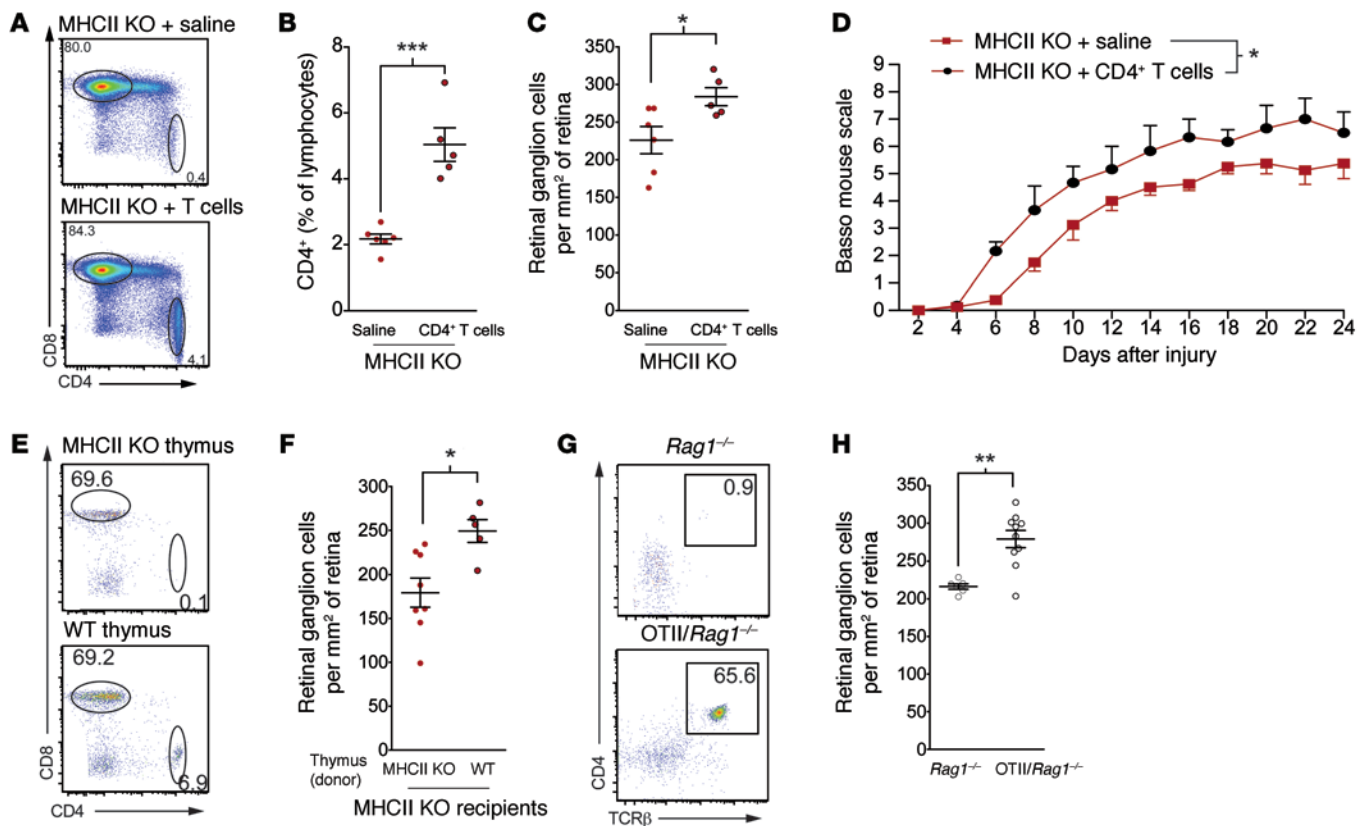 A
MHCII KO + saline
80.0
0.4
MHCII KO + T cells
84.3
4.1
CD8
CD4
B
***
CD4⁺ (% of lymphocytes)
8
6
4
2
0
Saline CD4⁺ T cells
MHCII KO
C
*
Retinal ganglion cells
per mm² of retina
350
300
250
200
150
100
50
0
Saline CD4⁺ T cells
MHCII KO
D
MHCII KO + saline
MHCII KO + CD4⁺ T cells
*
Basso mouse scale
9
8
7
6
5
4
3
2
1
0
2 4 6 8 10 12 14 16 18 20 22 24
Days after injury
E
MHCII KO thymus
69.6
0.1
WT thymus
69.2
6.9
CD8
CD4
F
*
Retinal ganglion cells
per mm² of retina
300
250
200
150
100
50
0
Thymus
(donor)
MHCII KO WT
MHCII KO recipients
G
Rag1⁻/⁻
0.9
OTII/Rag1⁻/⁻
65.6
CD4
TCRβ
H
**
Retinal ganglion cells
per mm² of retina
350
300
250
200
150
100
50
0
Rag1⁻/⁻ OTII/Rag1⁻/⁻